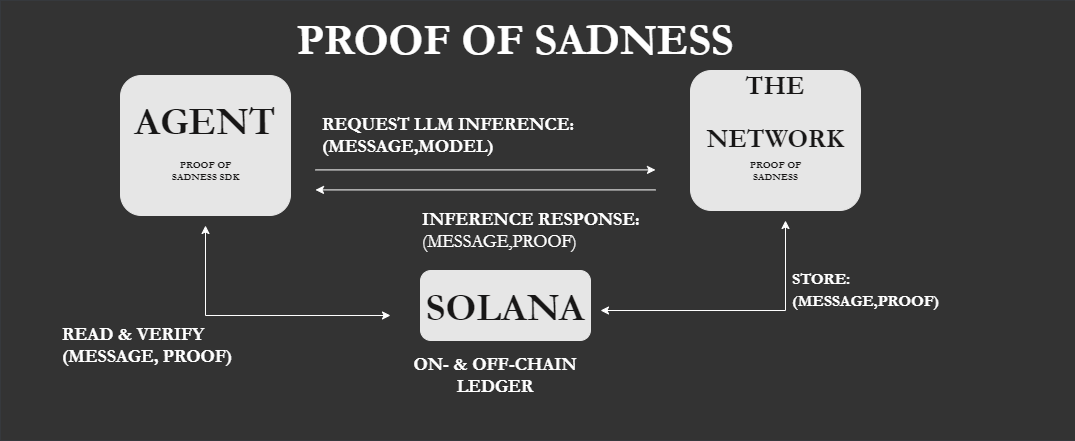 PROOF OF SADNESS
AGENT
PROOF OF
SADNESS SDK
REQUEST LLM INFERENCE:
(MESSAGE,MODEL)
THE
NETWORK
PROOF OF
SADNESS
INFERENCE RESPONSE:
(MESSAGE,PROOF)
SOLANA
ON- & OFF-CHAIN
LEDGER
STORE:
(MESSAGE,PROOF)
READ & VERIFY
(MESSAGE, PROOF)